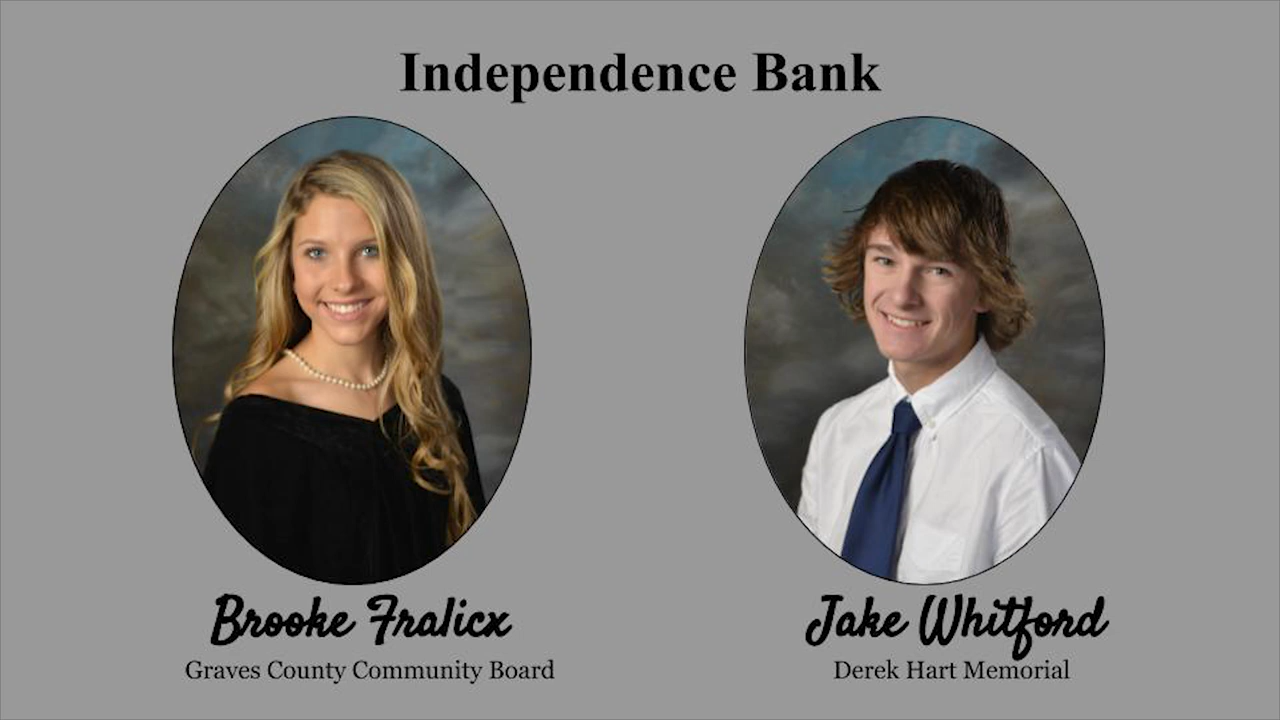 Independence Bank
Brooke Fralicx
Jake Whitford
Graves County Community Board
Derek Hart Memorial